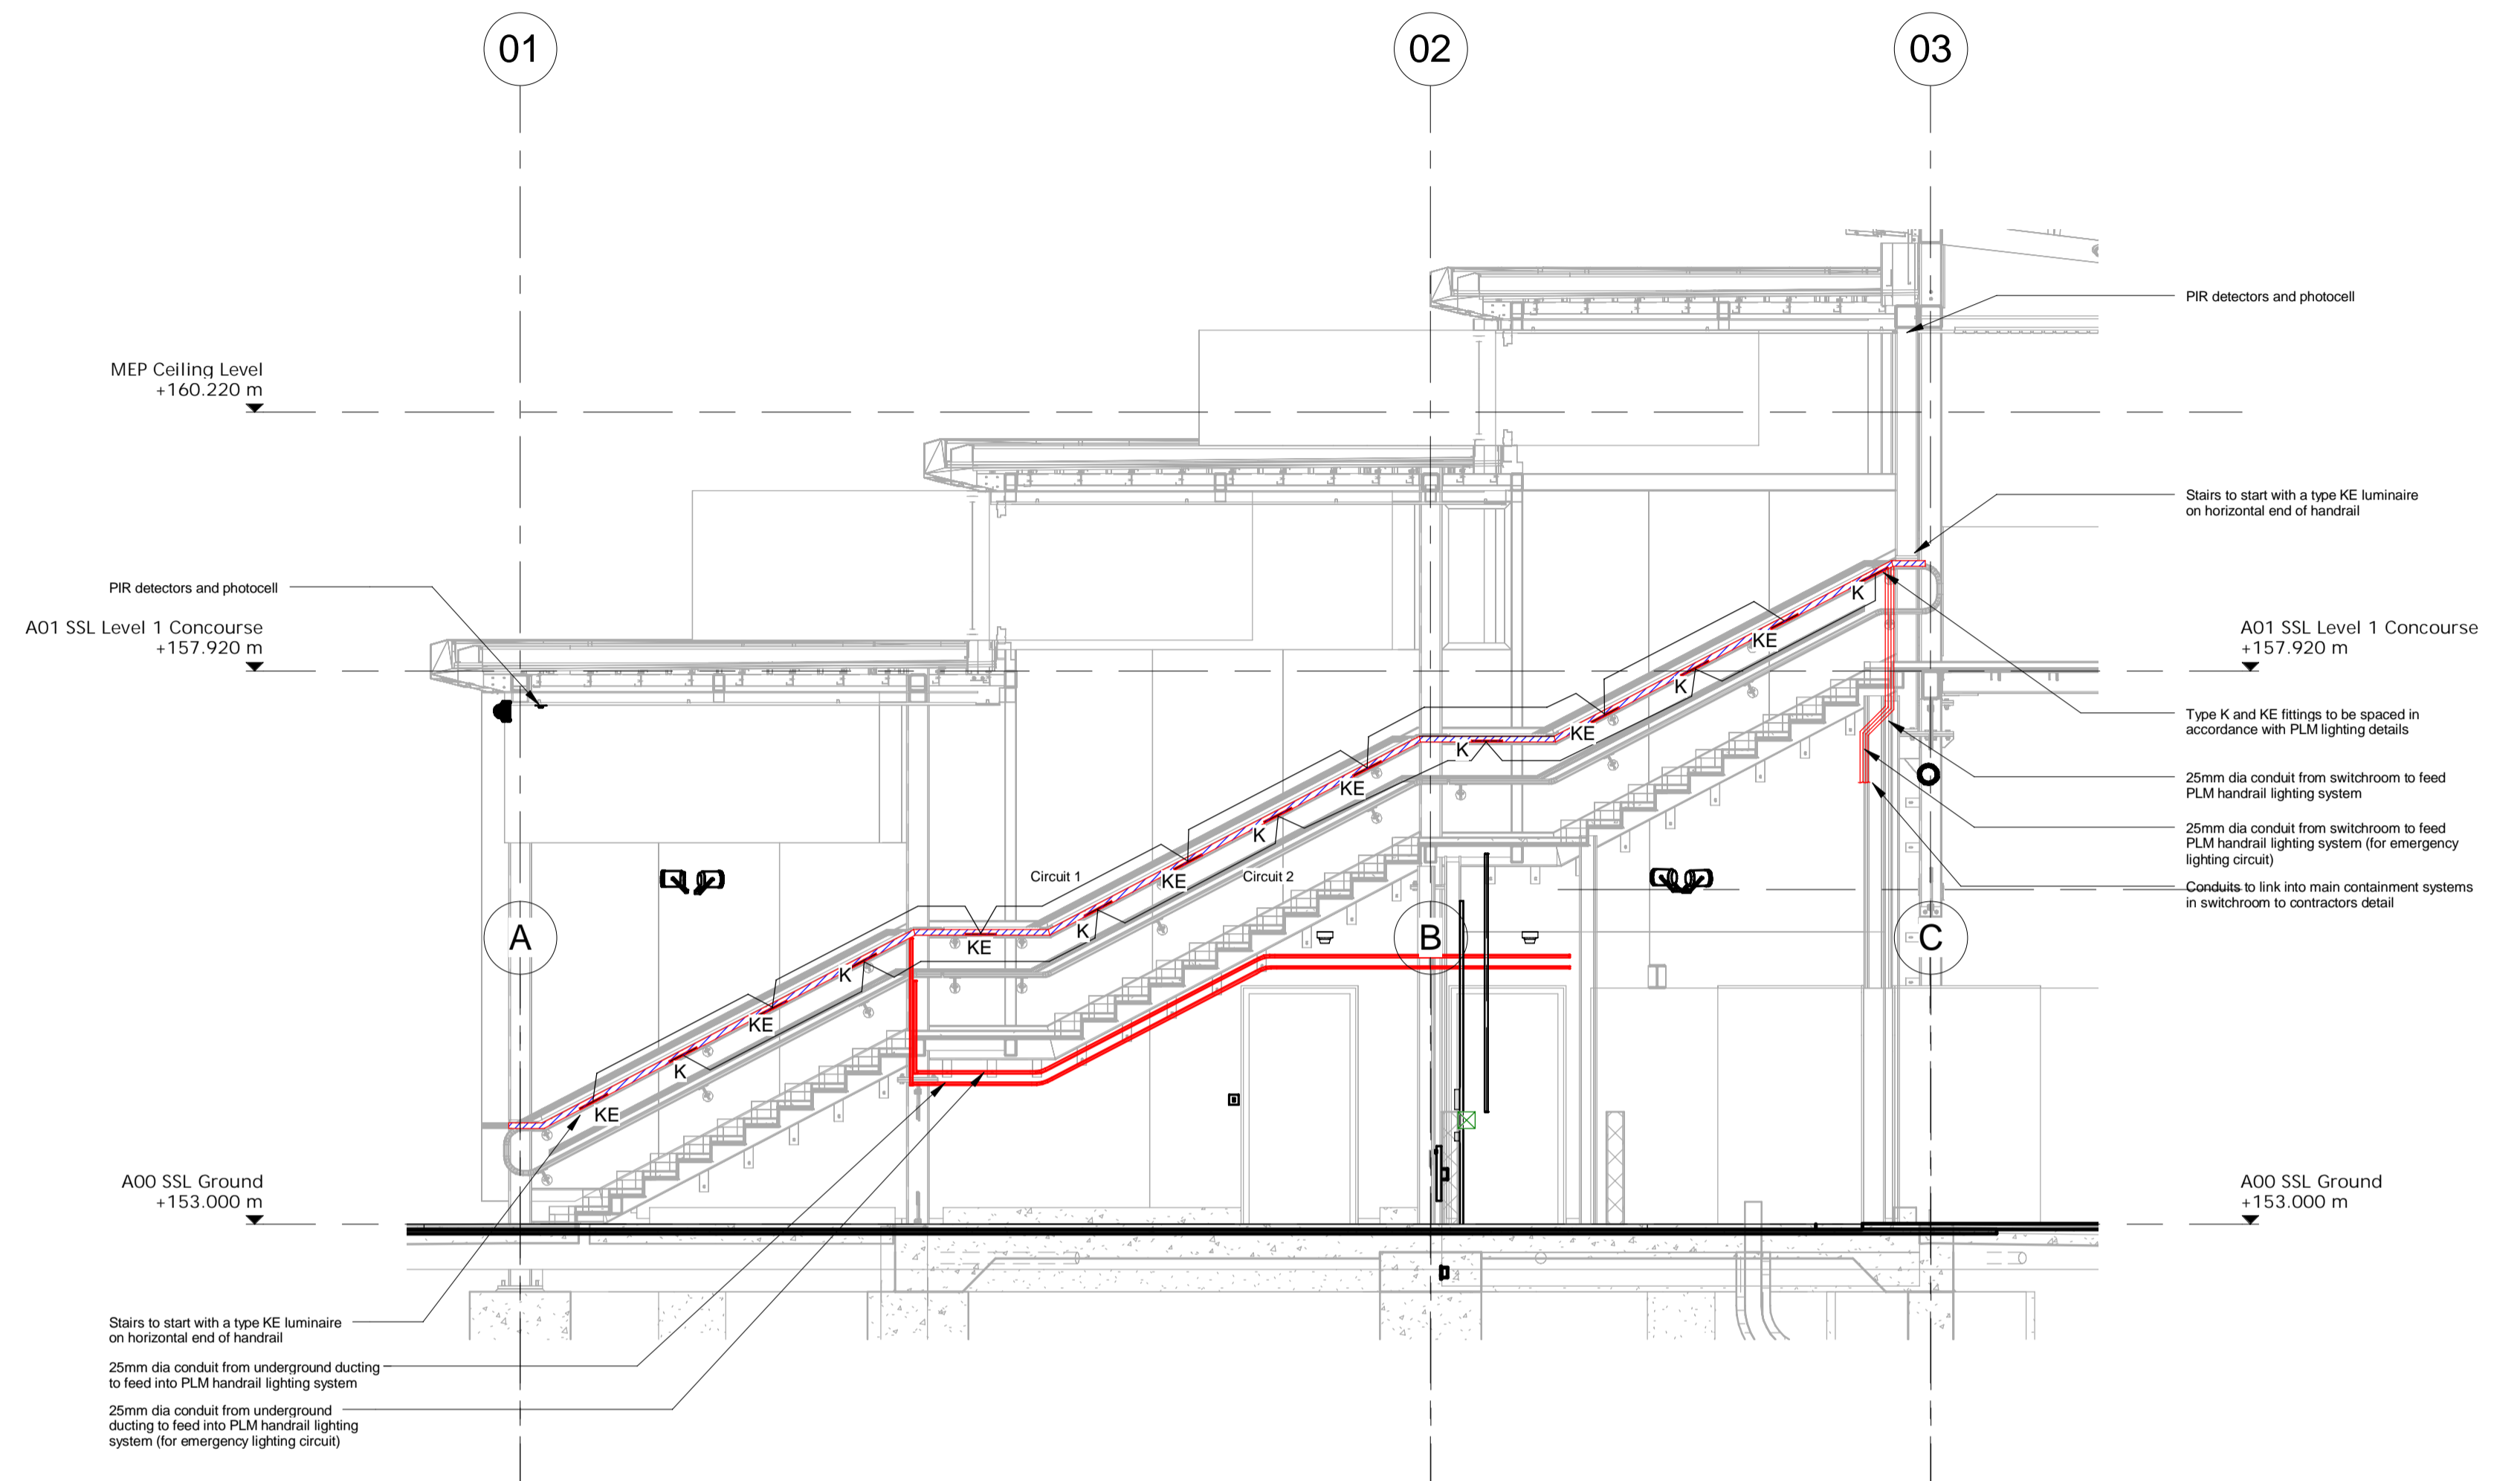 01
02
03
PIR detectors and photocell
MEP Ceiling Level
+160.220 m
Stairs to start with a type KE luminaire
on horizontal end of handrail
PIR detectors and photocell
A01 SSL Level 1 Concourse
+157.920 m
A01 SSL Level 1 Concourse
+157.920 m
K
KE
K
KE
K
KE
K
KE
K
KE
K
KE
K
KE
Type K and KE fittings to be spaced in
accordance with PLM lighting details
25mm dia conduit from switchroom to feed
PLM handrail lighting system
25mm dia conduit from switchroom to feed
PLM handrail lighting system (for emergency
lighting circuit)
Conduits to link into main containment systems
in switchroom to contractors detail
Circuit 1
Circuit 2
A
B
C
A00 SSL Ground
+153.000 m
A00 SSL Ground
+153.000 m
Stairs to start with a type KE luminaire
on horizontal end of handrail
25mm dia conduit from underground ducting
to feed into PLM handrail lighting system
25mm dia conduit from underground
ducting to feed into PLM handrail lighting
system (for emergency lighting circuit)